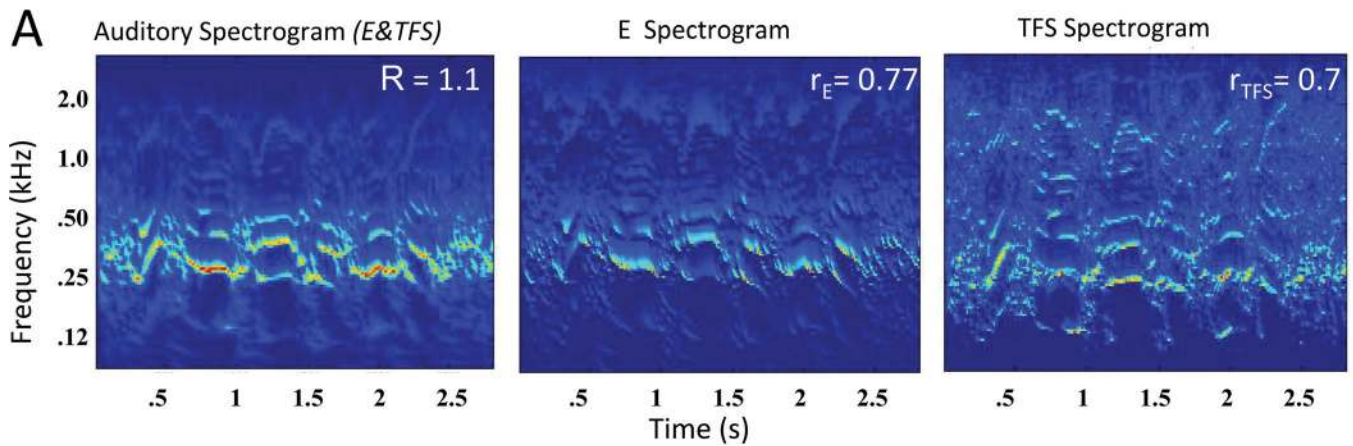 A
Auditory Spectrogram (E&TFS)
E Spectrogram
TFS Spectrogram
R = 1.1
rE= 0.77
rTFS= 0.7
Frequency (kHz)
2.0
1.0
.50
.25
.12
.5 1 1.5 2 2.5
.5 1 1.5 2 2.5
.5 1 1.5 2 2.5
Time (s)